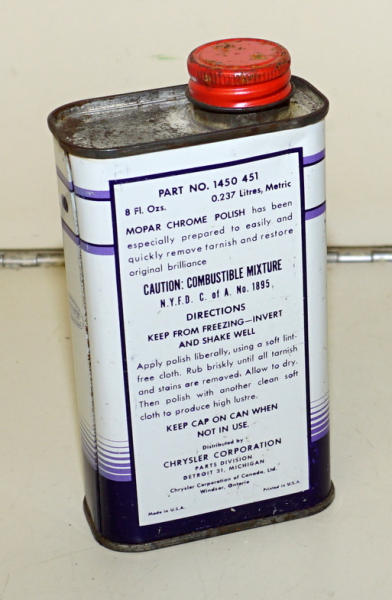 PART NO. 1450 451
8 Fl. Ozs. 0.237 Litres, Metric
MOPAR CHROME POLISH has been
especially prepared to easily and
quickly remove tarnish and restore
original brilliance
CAUTION: COMBUSTIBLE MIXTURE
N.Y.F.D. C. of A. No. 1895
DIRECTIONS
KEEP FROM FREEZING—INVERT
AND SHAKE WELL
Apply polish liberally, using a soft lint-
free cloth. Rub briskly until all tarnish
and stains are removed. Allow to dry.
Then polish with another clean soft
cloth to produce high lustre.
KEEP CAP ON CAN WHEN
NOT IN USE.
Distributed by
CHRYSLER CORPORATION
PARTS DIVISION
DETROIT 31, MICHIGAN
Chrysler Corporation of Canada, Ltd.
Windsor, Ontario
Made in U.S.A. Printed in U.S.A.